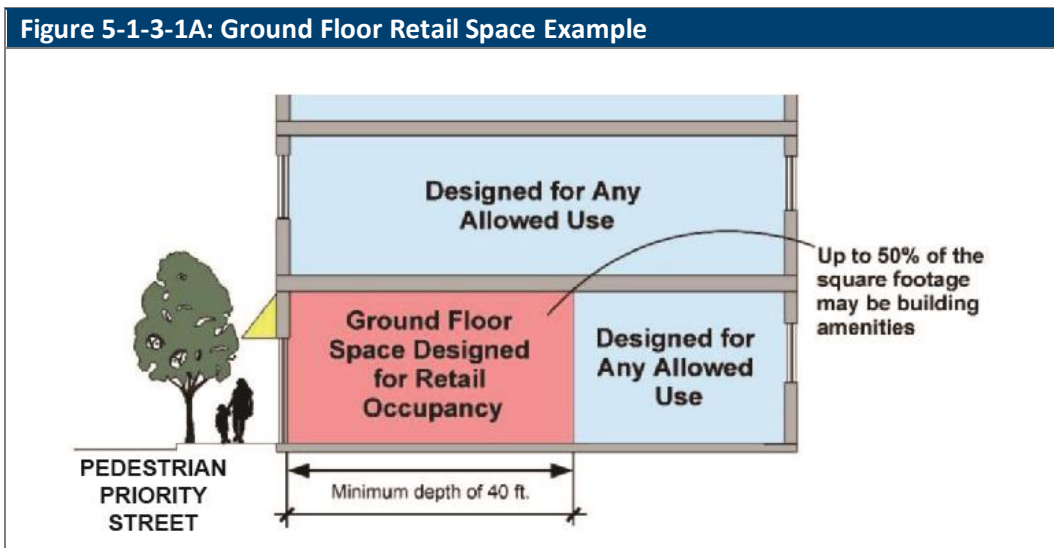 Figure 5-1-3-1A: Ground Floor Retail Space Example
Designed for Any
Allowed Use
Up to 50% of the
square footage
may be building
amenities
Ground Floor
Space Designed
for Retail
Occupancy
Designed for
Any Allowed
Use
PEDESTRIAN
PRIORITY
STREET
Minimum depth of 40 ft.